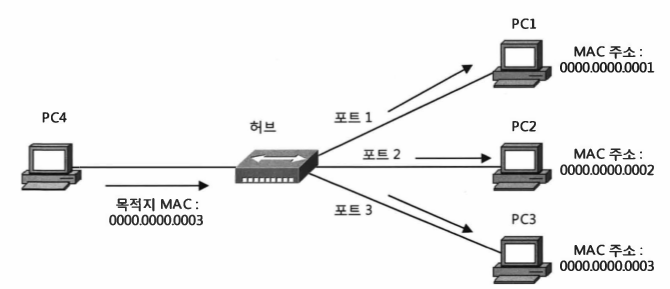 PC1
MAC 주소 :
0000.0000.0001
PC4
허브
포트 1
PC2
포트 2
MAC 주소 :
0000.0000.0002
목적지 MAC :
0000.0000.0003
포트 3
PC3
MAC 주소 :
0000.0000.0003